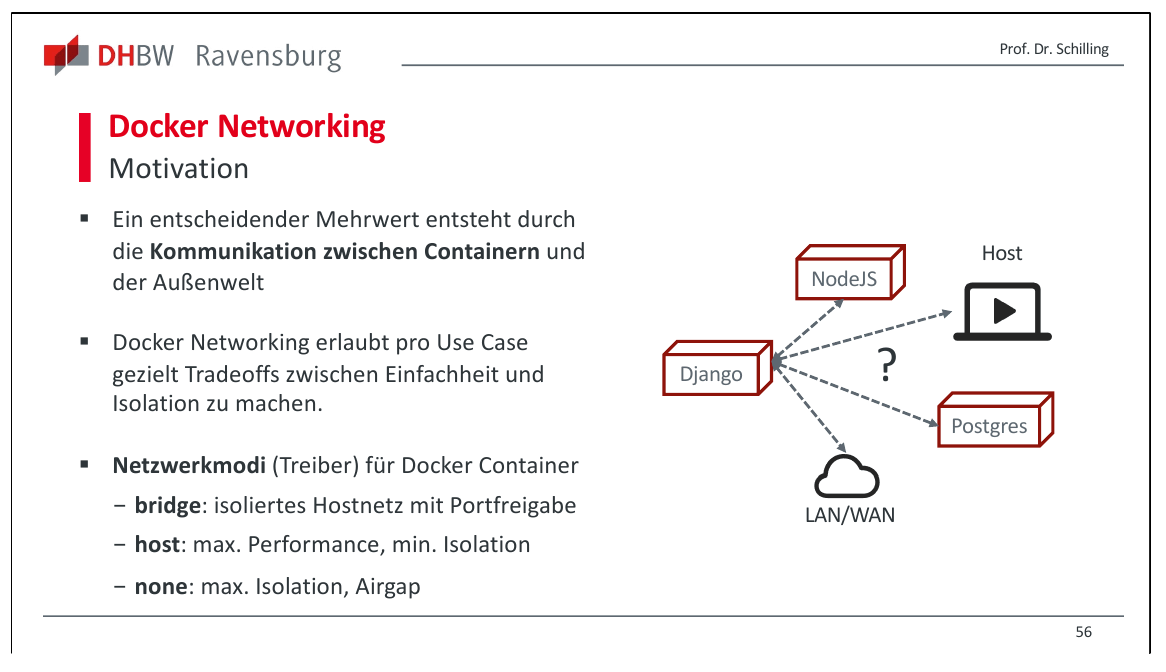 DHBW Ravensburg
Prof. Dr. Schilling
Docker Networking
Motivation
▪ Ein entscheidender Mehrwert entsteht durch
die Kommunikation zwischen Containern und
der Außenwelt
▪ Docker Networking erlaubt pro Use Case
gezielt Tradeoffs zwischen Einfachheit und
Isolation zu machen.
▪ Netzwerkmodi (Treiber) für Docker Container
– bridge: isoliertes Hostnetz mit Portfreigabe
– host: max. Performance, min. Isolation
– none: max. Isolation, Airgap
Host
NodeJS
Django
?
Postgres
LAN/WAN
56